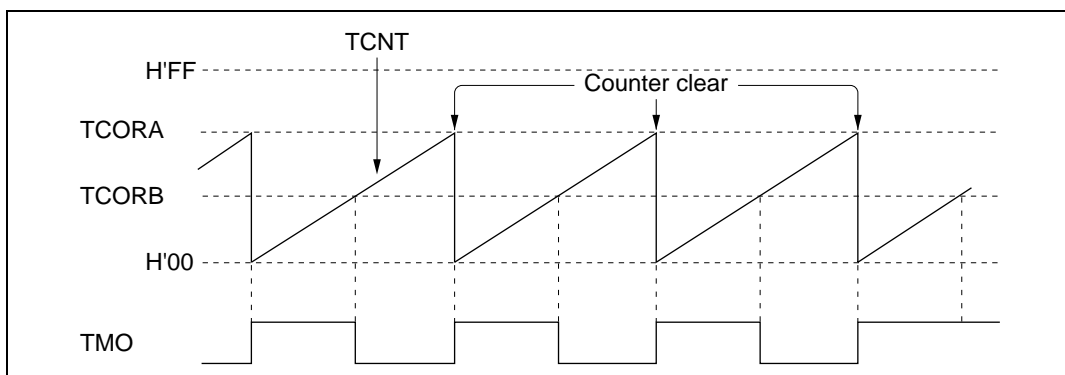 TCNT
H'FF
Counter clear
TCORA
TCORB
H'00
TMO